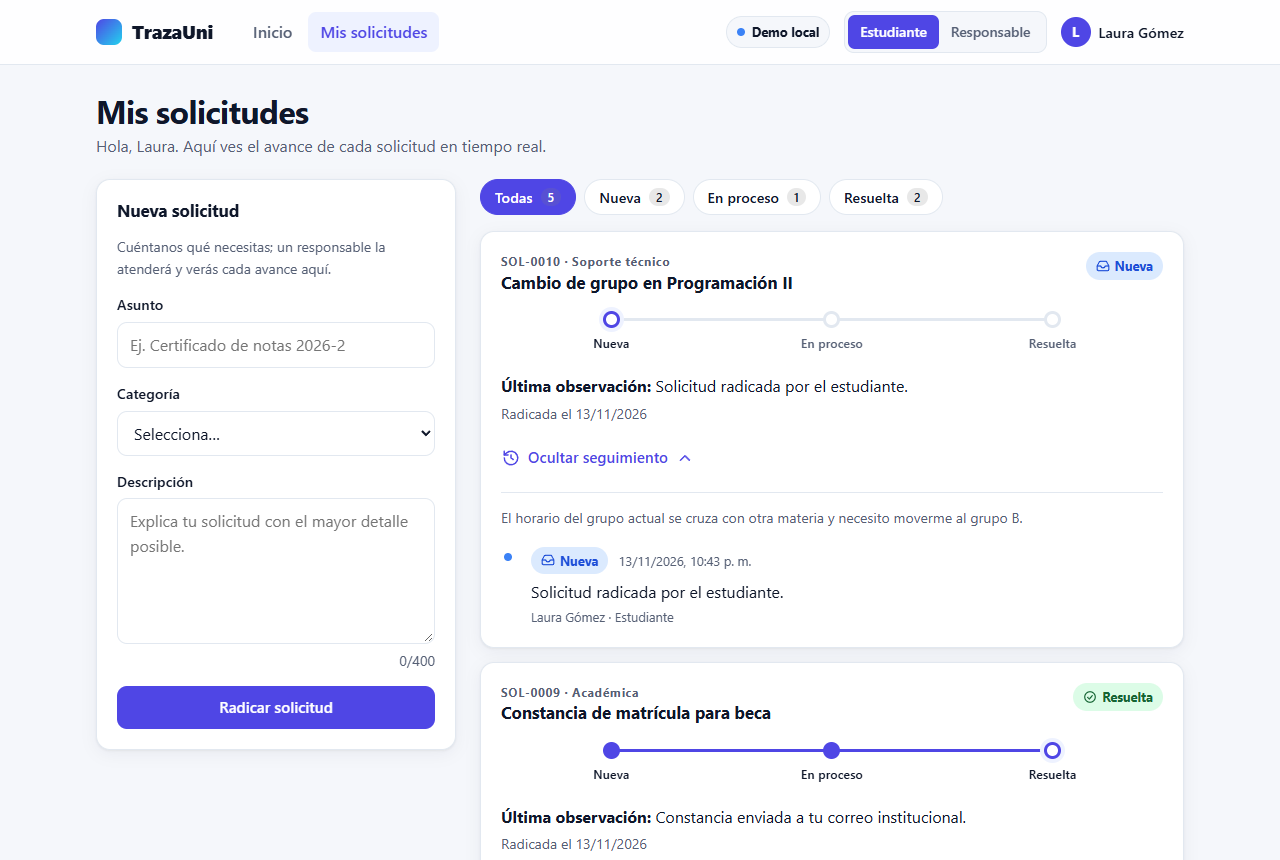 TrazaUni
Inicio
Mis solicitudes
Demo local
Estudiante
Responsable
L
Laura Gómez
Mis solicitudes
Hola, Laura. Aquí ves el avance de cada solicitud en tiempo real.
Nueva solicitud
Cuéntanos qué necesitas; un responsable la
atenderá y verás cada avance aquí.
Asunto
Ej. Certificado de notas 2026-2
Categoría
Selecciona...
Descripción
Explica tu solicitud con el mayor detalle
posible.
0/400
Radicar solicitud
Todas 5
Nueva 2
En proceso 1
Resuelta 2
SOL-0010 · Soporte técnico
Cambio de grupo en Programación II
Nueva
Nueva
En proceso
Resuelta
Última observación: Solicitud radicada por el estudiante.
Radicada el 13/11/2026
Ocultar seguimiento
El horario del grupo actual se cruza con otra materia y necesito moverme al grupo B.
Nueva
13/11/2026, 10:43 p. m.
Solicitud radicada por el estudiante.
Laura Gómez · Estudiante
SOL-0009 · Académica
Constancia de matrícula para beca
Resuelta
Nueva
En proceso
Resuelta
Última observación: Constancia enviada a tu correo institucional.
Radicada el 13/11/2026